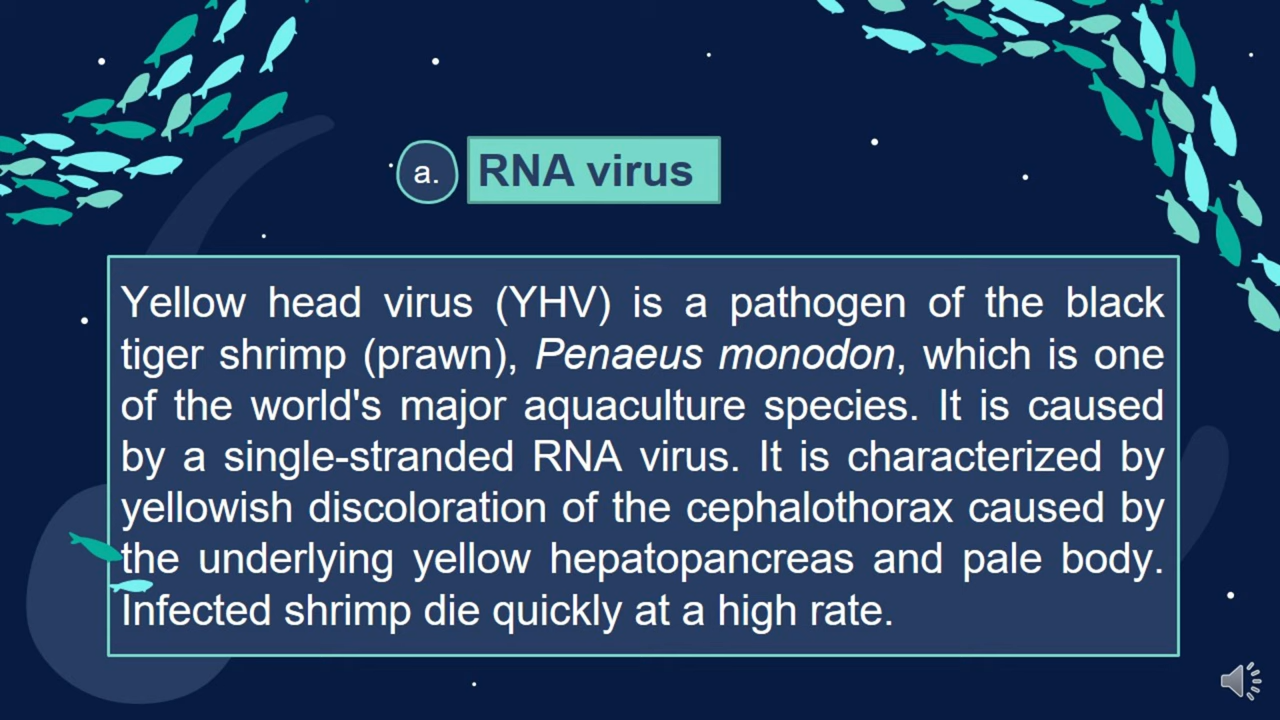 a.
RNA virus
Yellow head virus (YHV) is a pathogen of the black
tiger shrimp (prawn), Penaeus monodon, which is one
of the world's major aquaculture species. It is caused
by a single-stranded RNA virus. It is characterized by
yellowish discoloration of the cephalothorax caused by
the underlying yellow hepatopancreas and pale body.
Infected shrimp die quickly at a high rate.